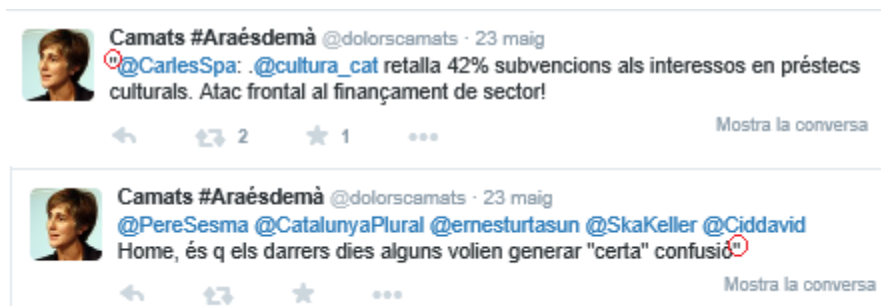 Camats #Araésdemà @dolorscamats · 23 maig
"@CarlesSpa: .@cultura_cat retalla 42% subvencions als interessos en préstecs
culturals. Atac frontal al finançament de sector!
2 1
Mostra la conversa
Camats #Araésdemà @dolorscamats · 23 maig
@PereSesma @CatalunyaPlural @ernesturtasun @SkaKeller @Ciddavid
Home, és q els darrers dies alguns volien generar "certa" confusió"
Mostra la conversa